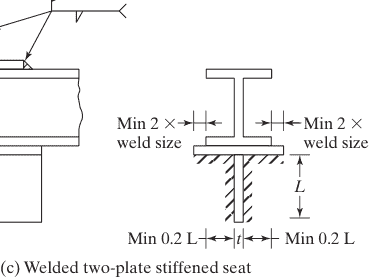 Min 2 × Min 2 ×
weld size weld size
L
Min 0.2 L t Min 0.2 L
(c) Welded two-plate stiffened seat